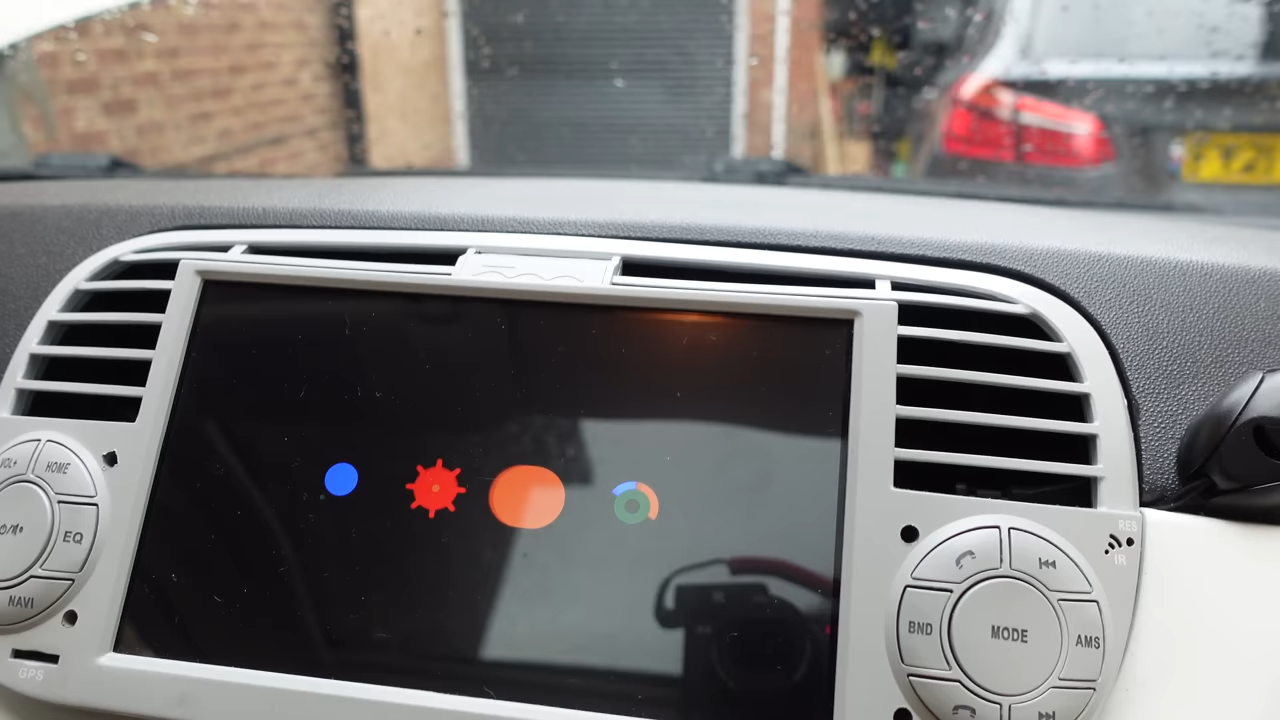 VOL+
HOME
EQ
NAVI
GPS
RES
IR
BND
MODE
AMS